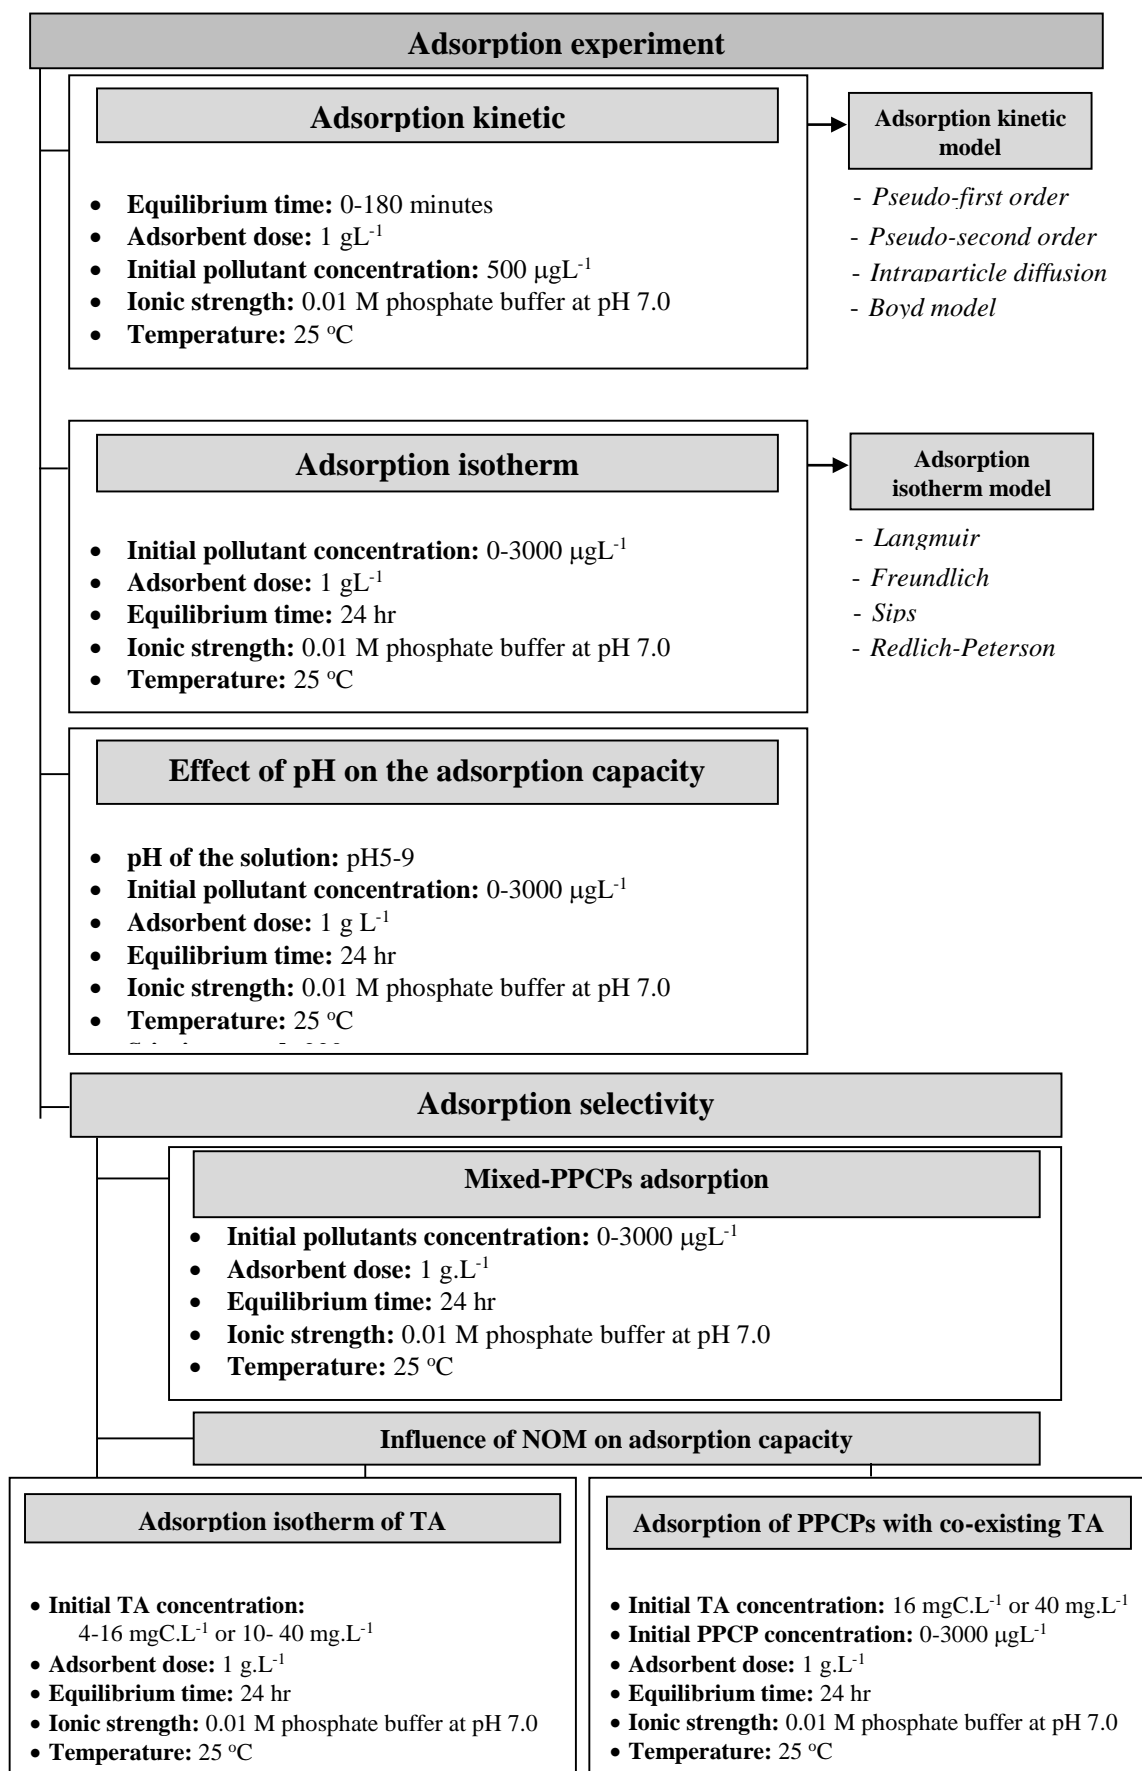 Adsorption experiment
Adsorption kinetic
• Equilibrium time: 0-180 minutes
• Adsorbent dose: 1 gL⁻¹
• Initial pollutant concentration: 500 µgL⁻¹
• Ionic strength: 0.01 M phosphate buffer at pH 7.0
• Temperature: 25 °C
Adsorption kinetic
model
- Pseudo-first order
- Pseudo-second order
- Intraparticle diffusion
- Boyd model
Adsorption isotherm
• Initial pollutant concentration: 0-3000 µgL⁻¹
• Adsorbent dose: 1 gL⁻¹
• Equilibrium time: 24 hr
• Ionic strength: 0.01 M phosphate buffer at pH 7.0
• Temperature: 25 °C
Adsorption
isotherm model
- Langmuir
- Freundlich
- Sips
- Redlich-Peterson
Effect of pH on the adsorption capacity
• pH of the solution: pH5-9
• Initial pollutant concentration: 0-3000 µgL⁻¹
• Adsorbent dose: 1 g L⁻¹
• Equilibrium time: 24 hr
• Ionic strength: 0.01 M phosphate buffer at pH 7.0
• Temperature: 25 °C
Adsorption selectivity
Mixed-PPCPs adsorption
• Initial pollutants concentration: 0-3000 µgL⁻¹
• Adsorbent dose: 1 g.L⁻¹
• Equilibrium time: 24 hr
• Ionic strength: 0.01 M phosphate buffer at pH 7.0
• Temperature: 25 °C
Influence of NOM on adsorption capacity
Adsorption isotherm of TA
• Initial TA concentration:
4-16 mgC.L⁻¹ or 10- 40 mg.L⁻¹
• Adsorbent dose: 1 g.L⁻¹
• Equilibrium time: 24 hr
• Ionic strength: 0.01 M phosphate buffer at pH 7.0
• Temperature: 25 °C
Adsorption of PPCPs with co-existing TA
• Initial TA concentration: 16 mgC.L⁻¹ or 40 mg.L⁻¹
• Initial PPCP concentration: 0-3000 µgL⁻¹
• Adsorbent dose: 1 g.L⁻¹
• Equilibrium time: 24 hr
• Ionic strength: 0.01 M phosphate buffer at pH 7.0
• Temperature: 25 °C